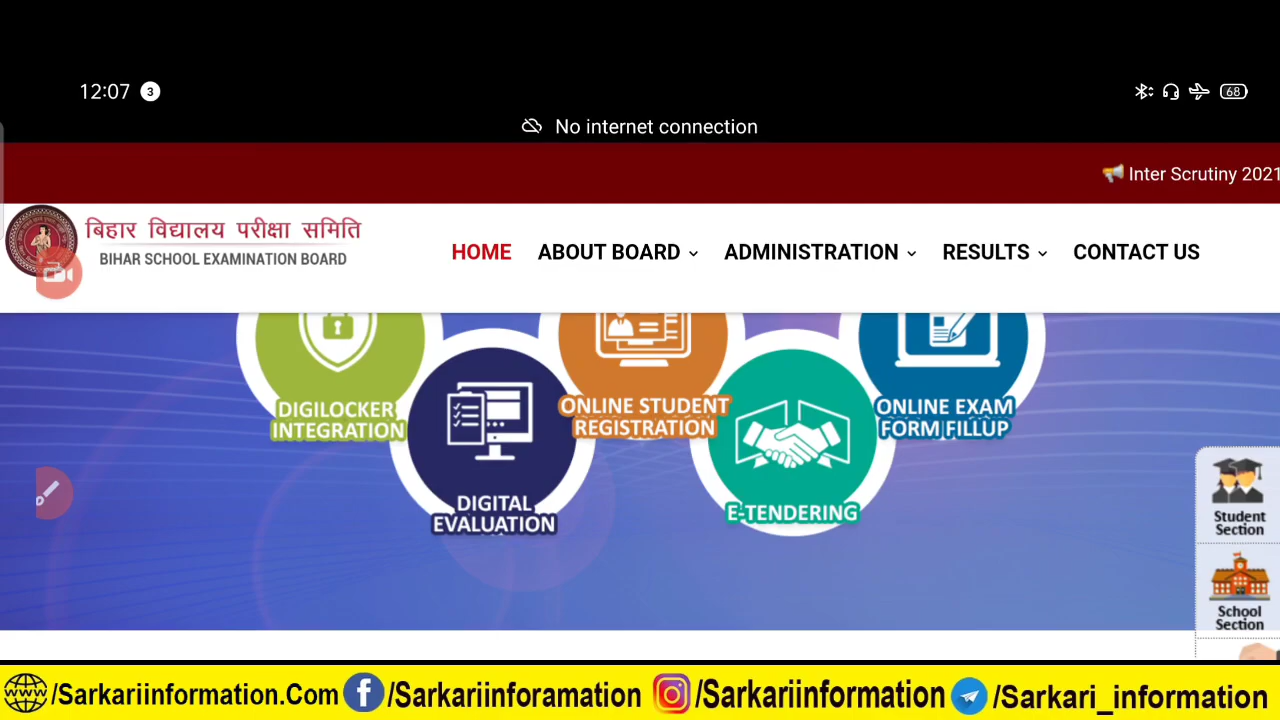 12:07 3
68
No internet connection
Inter Scrutiny 2021
बिहार विद्यालय परीक्षा समिति
BIHAR SCHOOL EXAMINATION BOARD
HOME ABOUT BOARD ADMINISTRATION RESULTS CONTACT US
DIGILOCKER
INTEGRATION
DIGITAL
EVALUATION
ONLINE STUDENT
REGISTRATION
E-TENDERING
ONLINE EXAM
FORM FILLUP
Student
Section
School
Section
www /Sarkariinformation.Com /Sarkariinforamation /Sarkariinformation /Sarkari_information